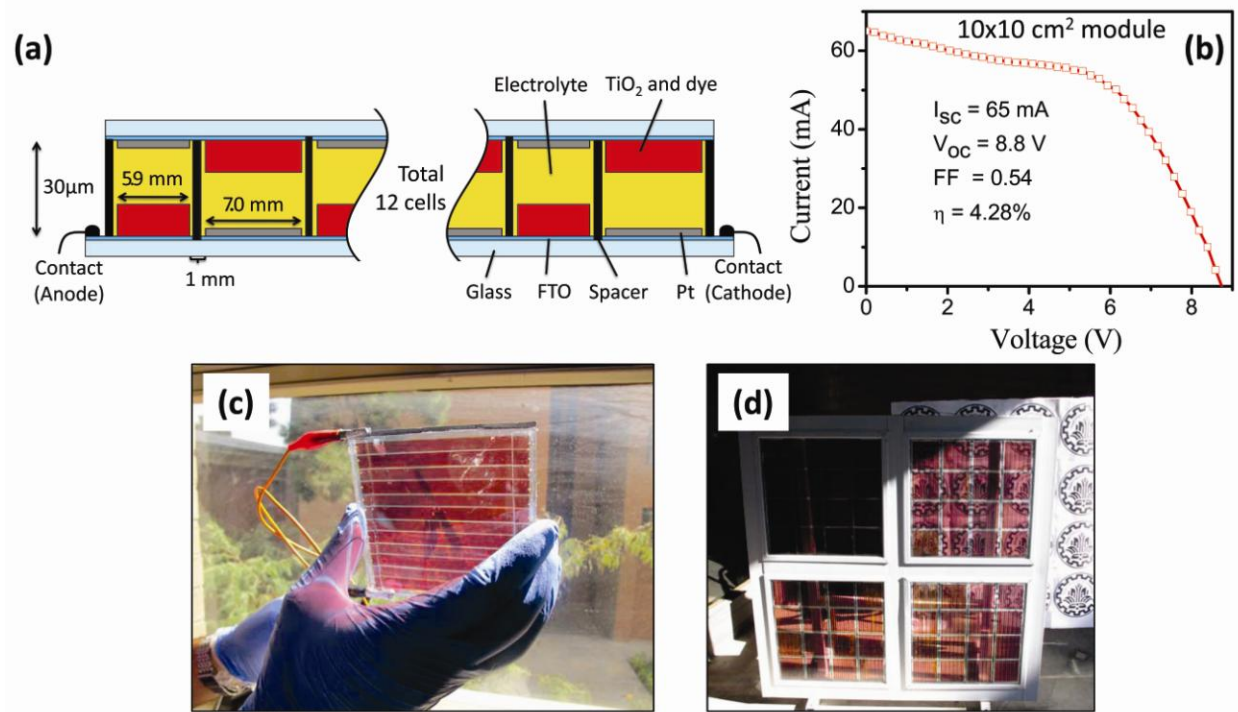 (a)
Electrolyte
TiO₂ and dye
30μm
5.9 mm
7.0 mm
Total
12 cells
Contact
(Anode)
1 mm
Glass
FTO
Spacer
Pt
Contact
(Cathode)
10x10 cm² module
(b)
Current (mA)
60
40
20
0
I_SC = 65 mA
V_OC = 8.8 V
FF = 0.54
η = 4.28%
0 2 4 6 8
Voltage (V)
(c)
(d)